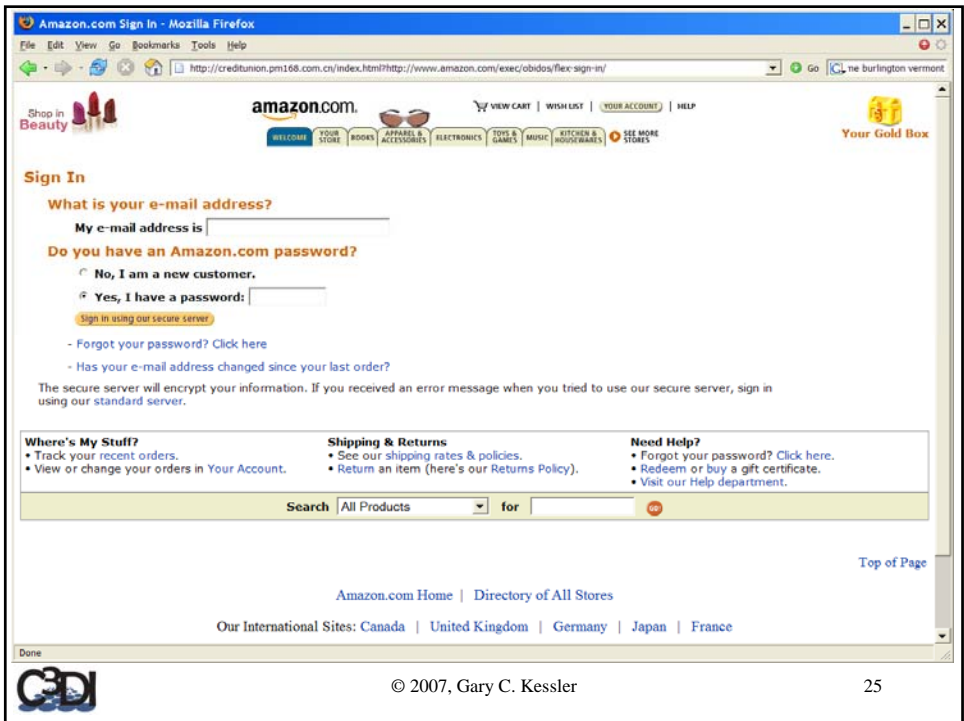 Amazon.com Sign In - Mozilla Firefox
File Edit View Go Bookmarks Tools Help
http://creditunion.pm168.com.cn/index.html?http://www.amazon.com/exec/obidos/flex-sign-in/ Go ne burlington vermont
Shop in Beauty
amazon.com.
VIEW CART | WISH LIST | YOUR ACCOUNT | HELP
WELCOME YOUR STORE BOOKS APPAREL & ACCESSORIES ELECTRONICS TOYS & GAMES MUSIC KITCHEN & HOUSEWARES SEE MORE STORES
Your Gold Box
Sign In
What is your e-mail address?
My e-mail address is
Do you have an Amazon.com password?
No, I am a new customer.
Yes, I have a password:
Sign in using our secure server
- Forgot your password? Click here
- Has your e-mail address changed since your last order?
The secure server will encrypt your information. If you received an error message when you tried to use our secure server, sign in
using our standard server.
Where's My Stuff?
• Track your recent orders.
• View or change your orders in Your Account.
Shipping & Returns
• See our shipping rates & policies.
• Return an item (here's our Returns Policy).
Need Help?
• Forgot your password? Click here.
• Redeem or buy a gift certificate.
• Visit our Help department.
Search All Products for GO!
Top of Page
Amazon.com Home | Directory of All Stores
Our International Sites: Canada | United Kingdom | Germany | Japan | France
Done
C3DI
© 2007, Gary C. Kessler
25